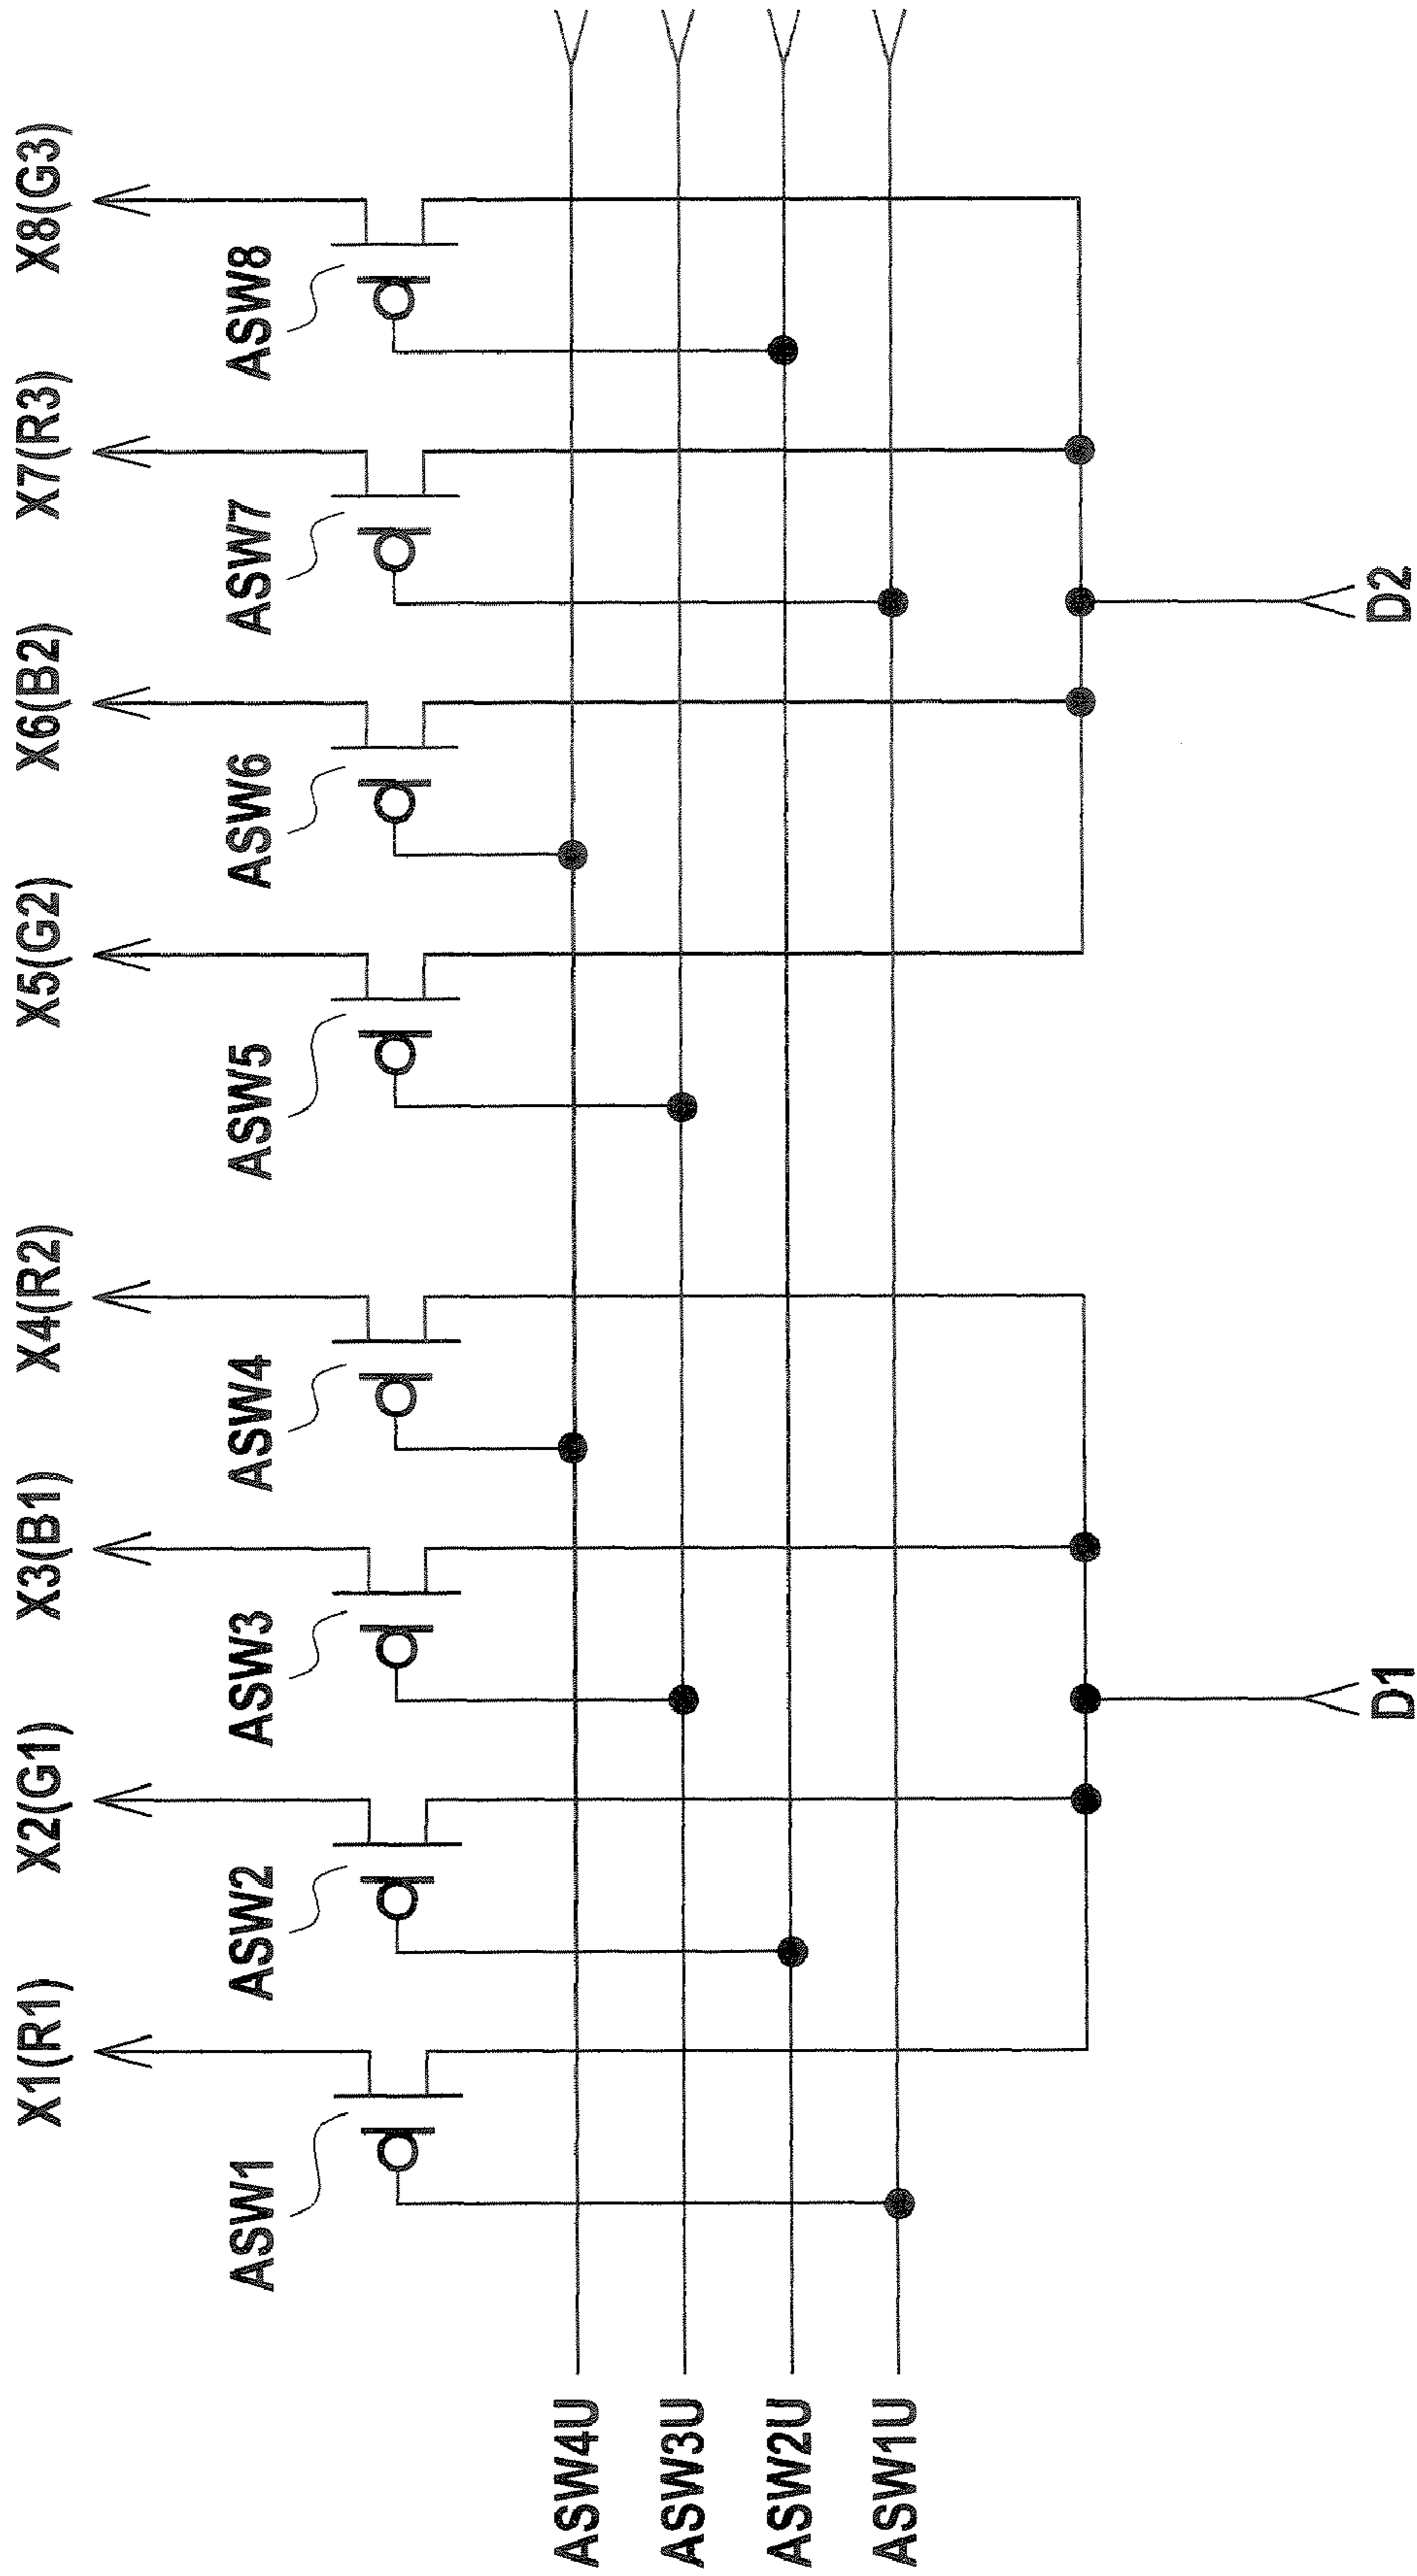 X1(R1) X2(G1) X3(B1) X4(R2) X5(G2) X6(B2) X7(R3) X8(G3)
ASW1 ASW2 ASW3 ASW4 ASW5 ASW6 ASW7 ASW8
ASW4U
ASW3U
ASW2U
ASW1U
D1 D2